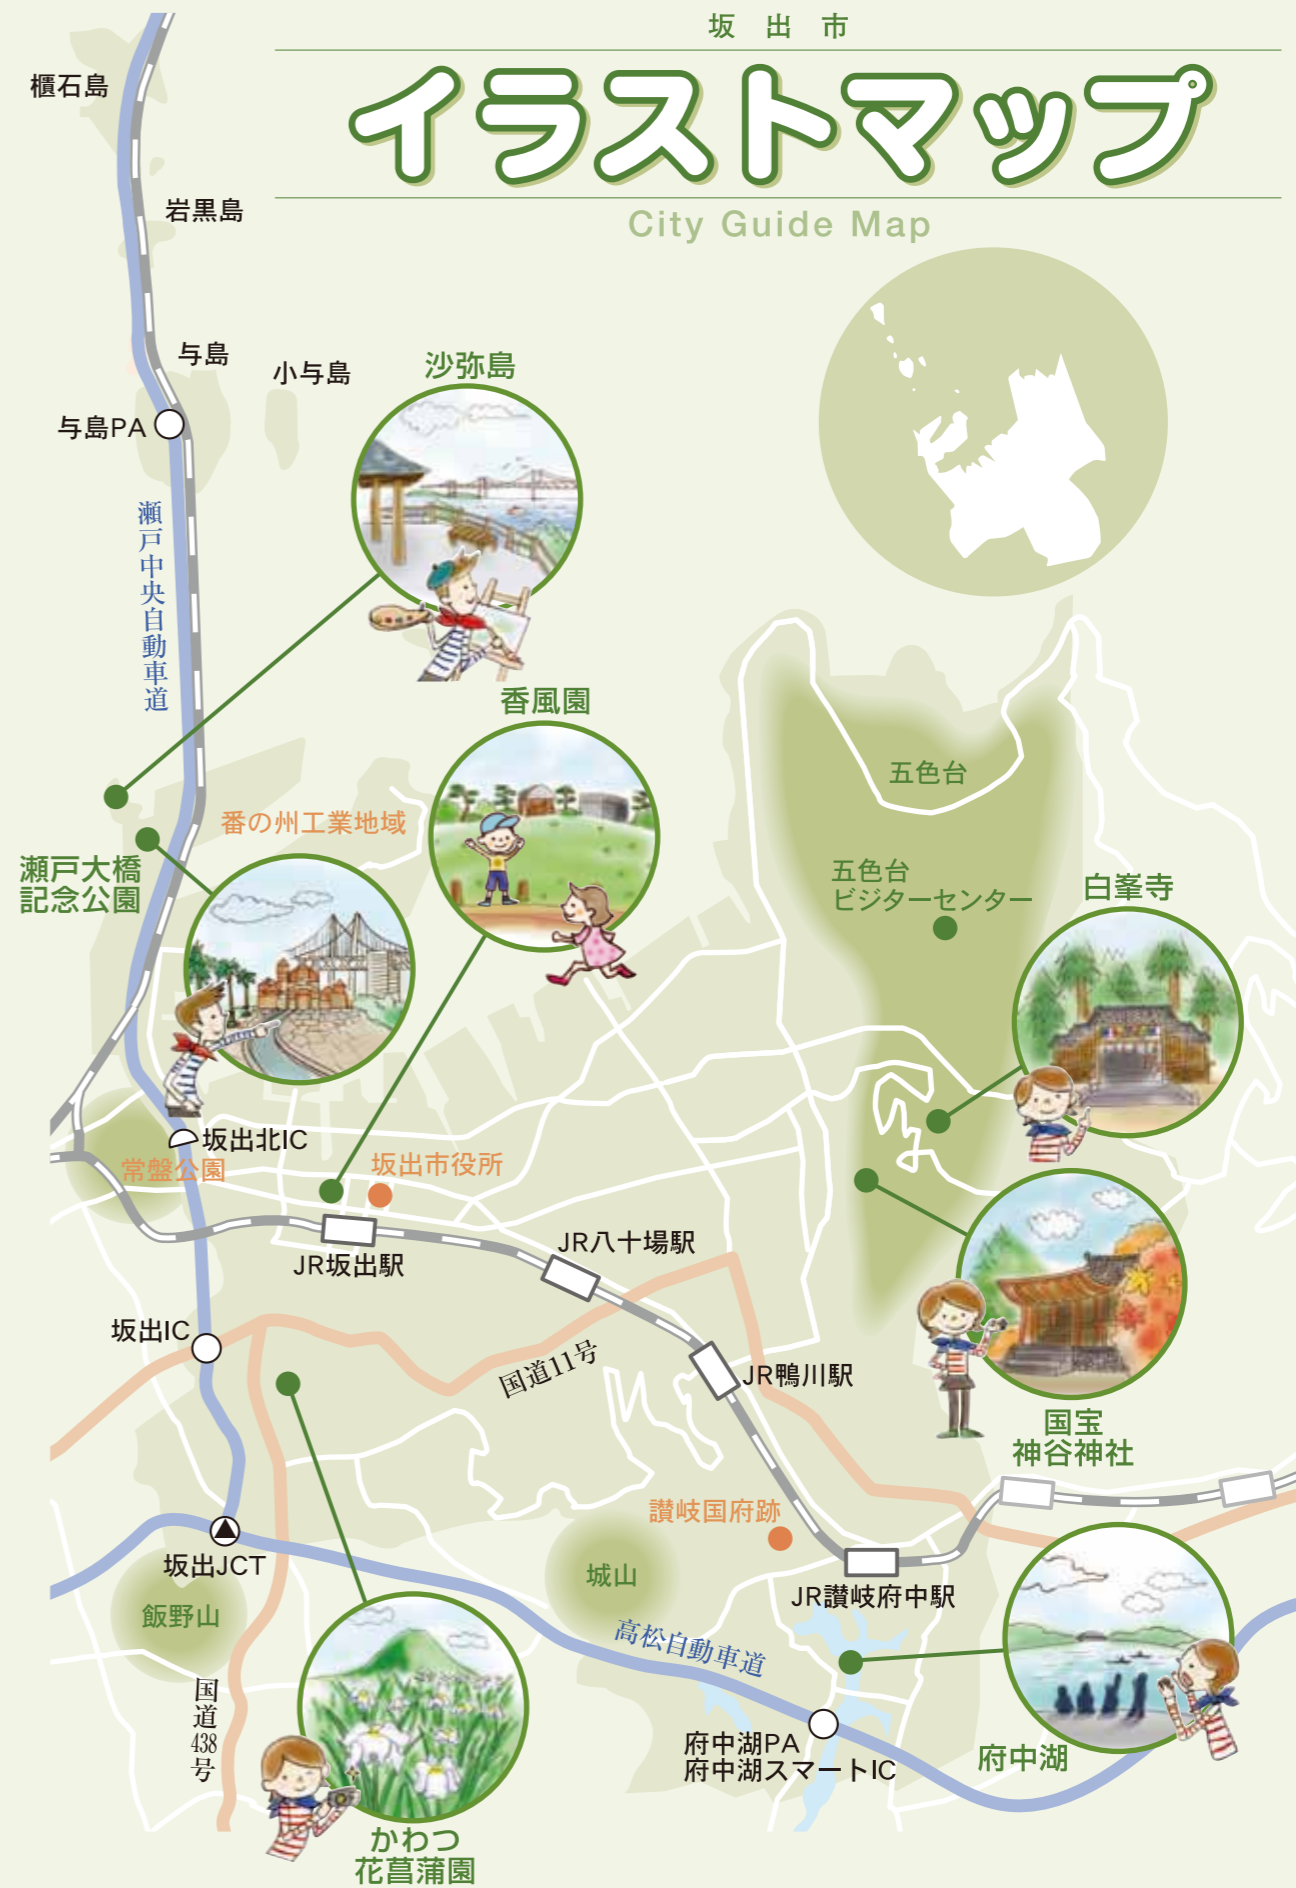 坂出市
イラストマップ
City Guide Map
櫃石島
岩黒島
与島
小与島
与島PA
沙弥島
瀬戸中央自動車道
香風園
番の州工業地域
瀬戸大橋
記念公園
五色台
五色台
ビジターセンター
白峯寺
坂出北IC
常盤公園
坂出市役所
JR坂出駅
JR八十場駅
坂出IC
国道11号
JR鴨川駅
国宝
神谷神社
讃岐国府跡
坂出JCT
城山
JR讃岐府中駅
飯野山
高松自動車道
国道438号
府中湖PA
府中湖スマートIC
府中湖
かわつ
花菖蒲園